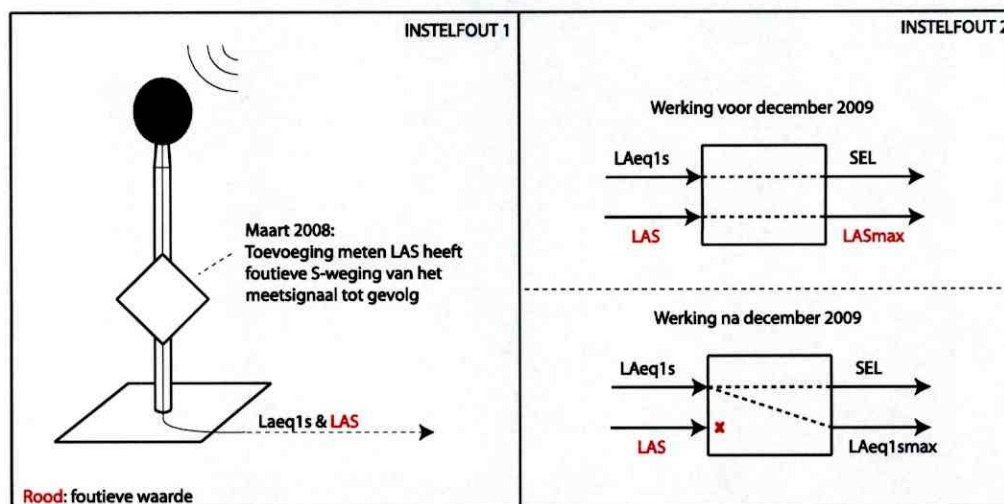 INSTELFOUT 1
Maart 2008:
Toevoeging meten LAS heeft
foutieve S-weging van het
meetsignaal tot gevolg
Laeq1s & LAS
Rood: foutieve waarde
INSTELFOUT 2
Werking voor december 2009
LAeq1s
SEL
LAS
LASmax
Werking na december 2009
LAeq1s
SEL
LAS
x
LAeq1smax